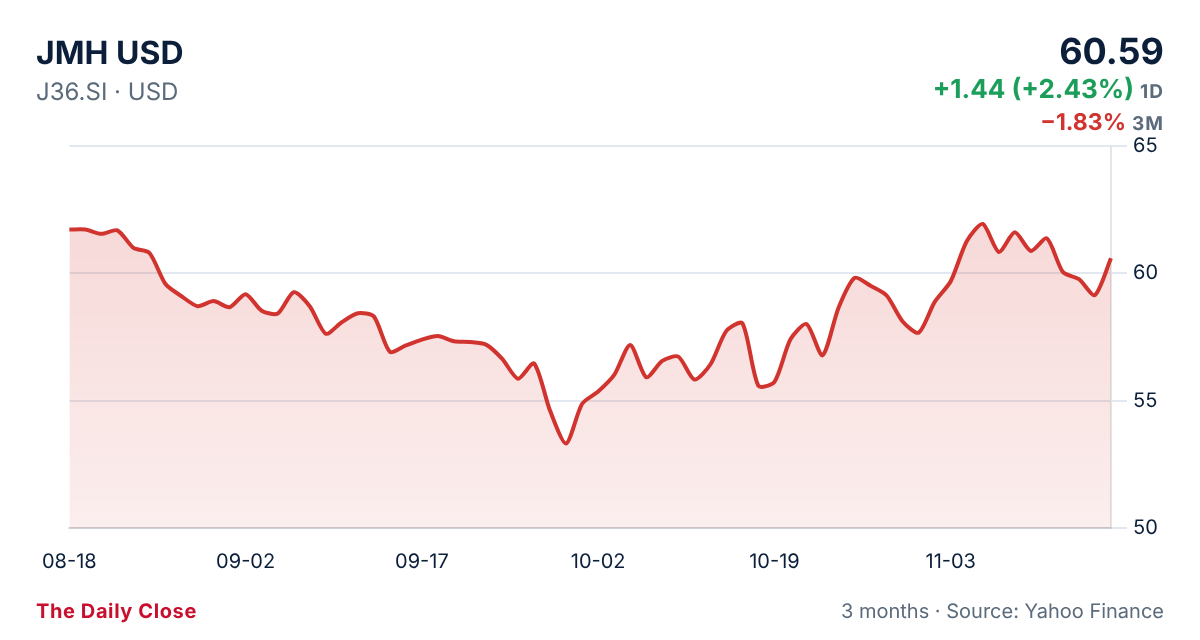 JMH USD
J36.SI · USD
60.59
+1.44 (+2.43%) 1D
−1.83% 3M
65
60
55
50
08-18 09-02 09-17 10-02 10-19 11-03
The Daily Close
3 months · Source: Yahoo Finance